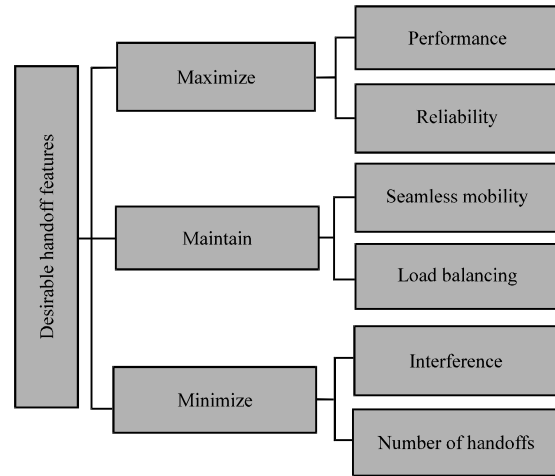 Desirable handoff features
Maximize
Performance
Reliability
Maintain
Seamless mobility
Load balancing
Minimize
Interference
Number of handoffs